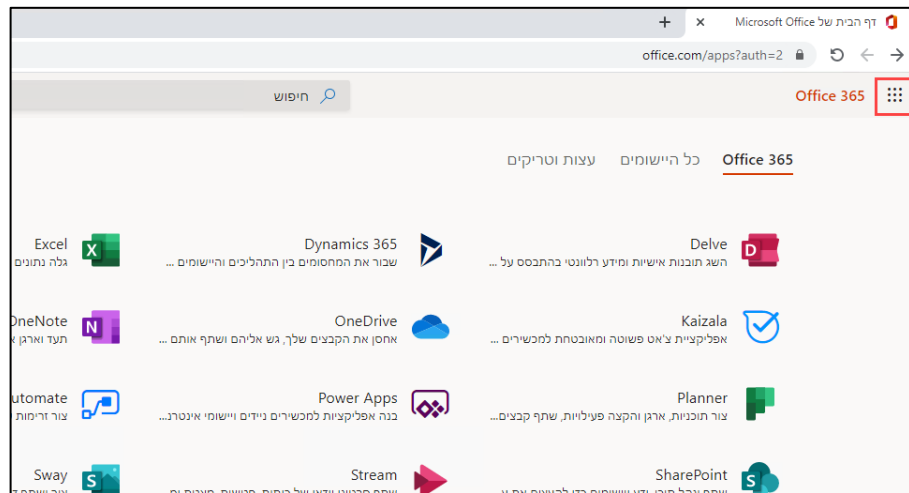 דף הבית של Microsoft Office
office.com/apps?auth=2
Office 365
חיפוש
Office 365 כל היישומים עצות וטריקים
Delve
השג תובנות אישיות ומידע רלוונטי בהתבסס על ...
Dynamics 365
שבור את המחסומים בין התהליכים והיישומים ...
Excel
גלה נתונים
Kaizala
אפליקציית צ'אט פשוטה ומאובטחת למכשירים ...
OneDrive
אחסן את הקבצים שלך, גש אליהם ושתף אותם ...
OneNote
תעד וארגן
Planner
צור תוכניות, ארגן והקצה פעילויות, שתף קבצים...
Power Apps
בנה אפליקציות למכשירים ניידים ויישומי אינטרנ...
utomate
צור זרימות
SharePoint
Stream
Sway